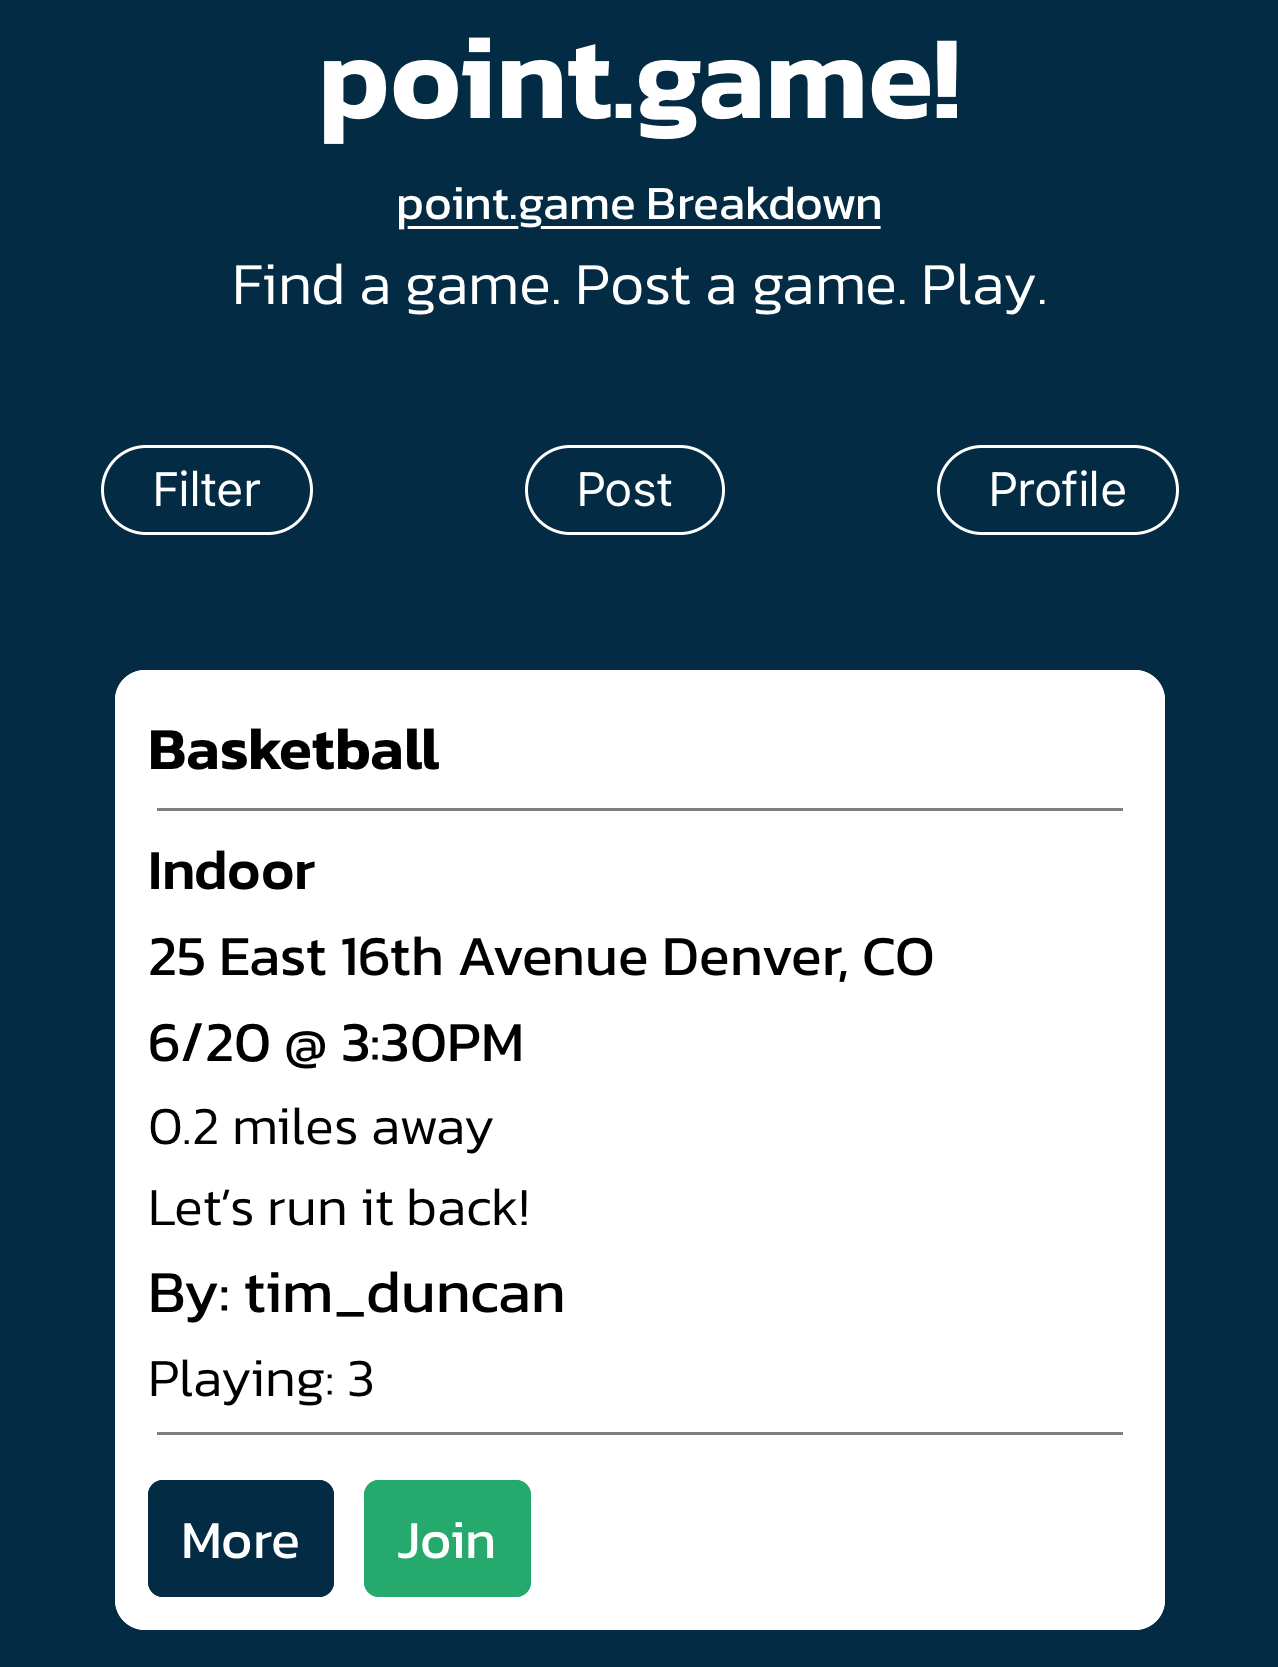 point.game!
point.game Breakdown
Find a game. Post a game. Play.
Filter
Post
Profile
Basketball
Indoor
25 East 16th Avenue Denver, CO
6/20 @ 3:30PM
0.2 miles away
Let’s run it back!
By: tim_duncan
Playing: 3
More
Join